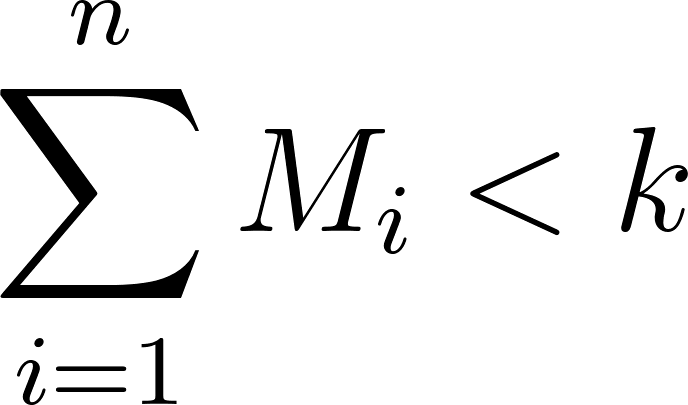 \sum_{i=1}^{n} M_i < k